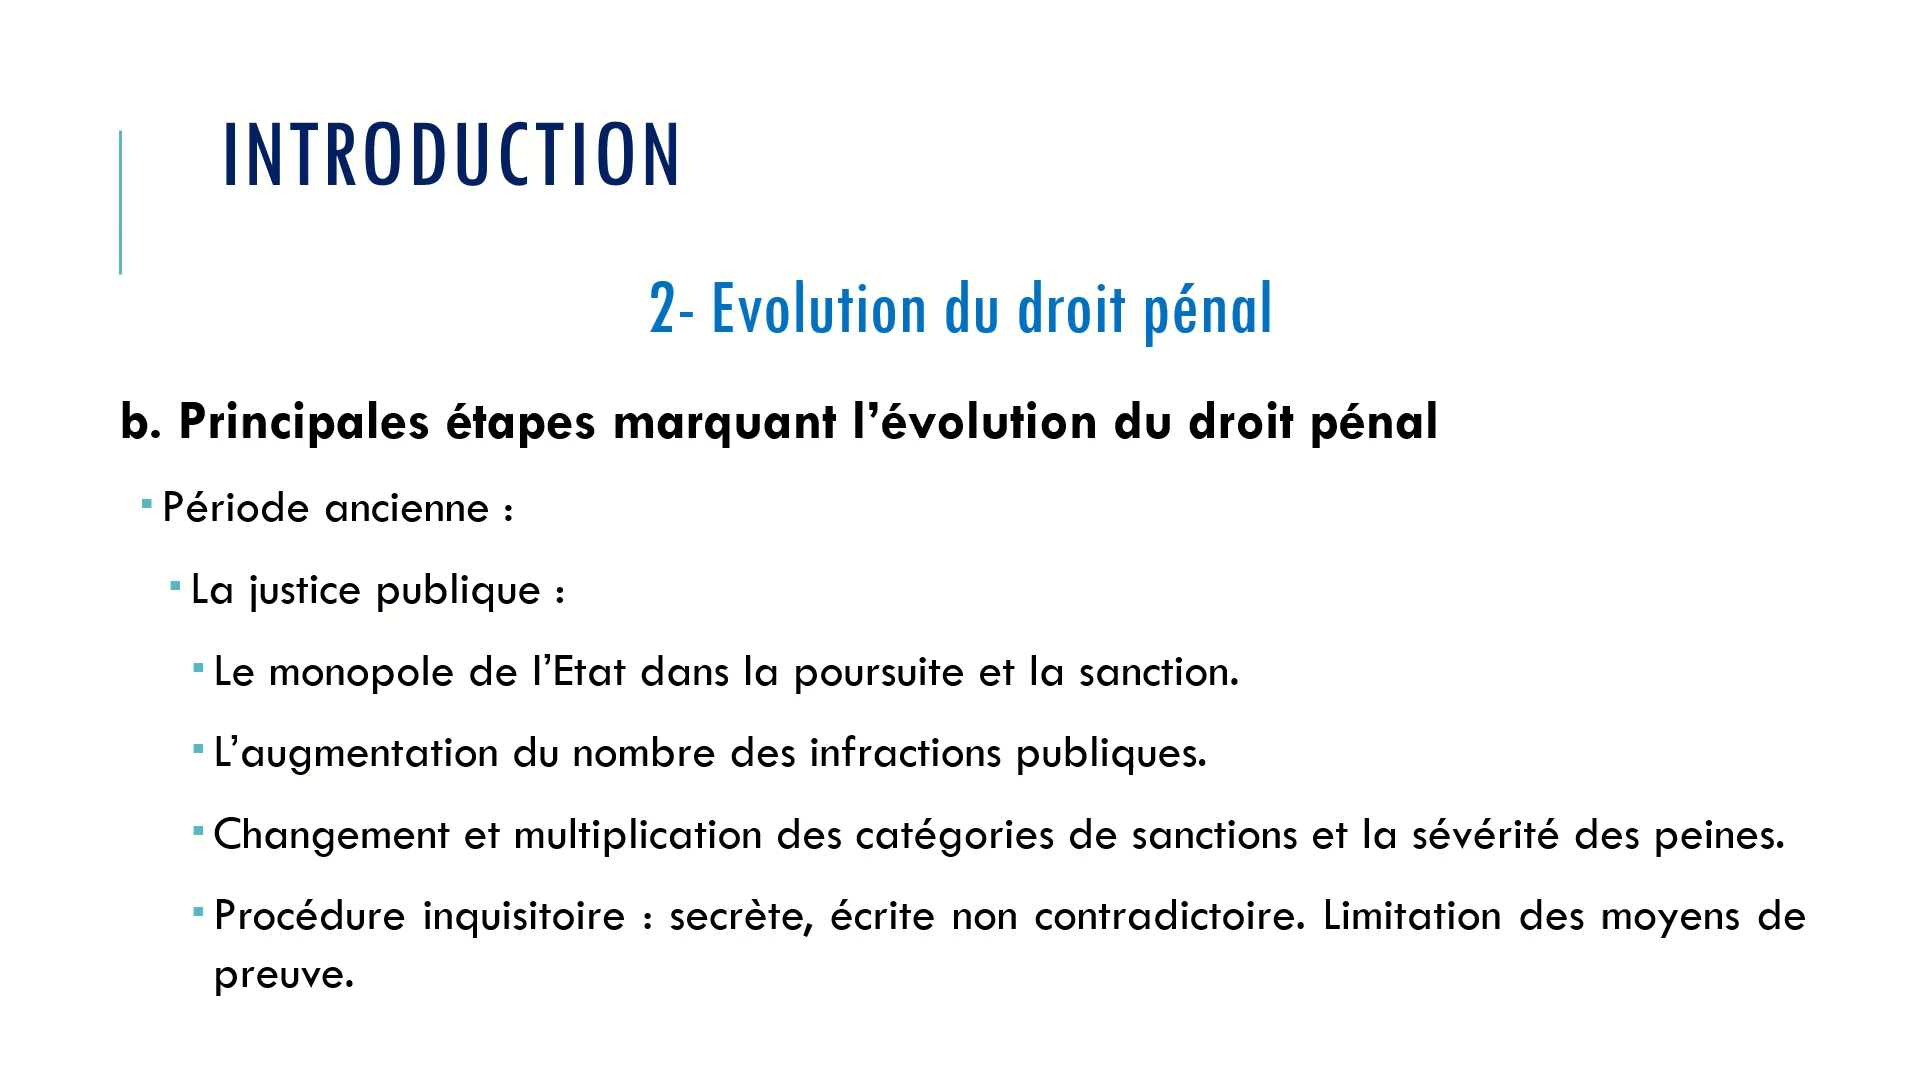 INTRODUCTION
2- Evolution du droit pénal
b. Principales étapes marquant l’évolution du droit pénal
▪ Période ancienne :
▪ La justice publique :
▪ Le monopole de l’Etat dans la poursuite et la sanction.
▪ L’augmentation du nombre des infractions publiques.
▪ Changement et multiplication des catégories de sanctions et la sévérité des peines.
▪ Procédure inquisitoire : secrète, écrite non contradictoire. Limitation des moyens de
preuve.